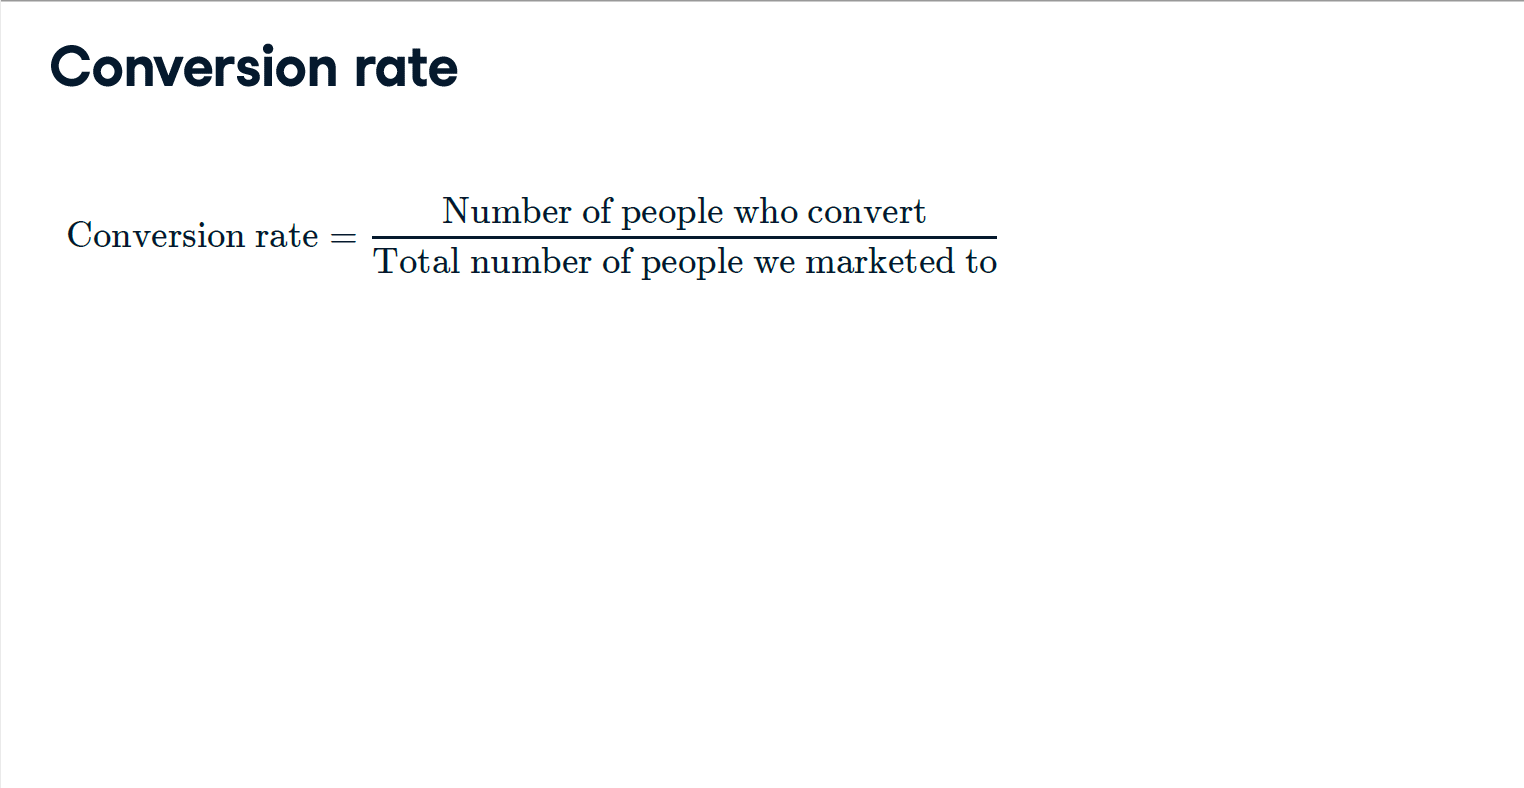 Conversion rate
Conversion rate = Number of people who convert
Total number of people we marketed to